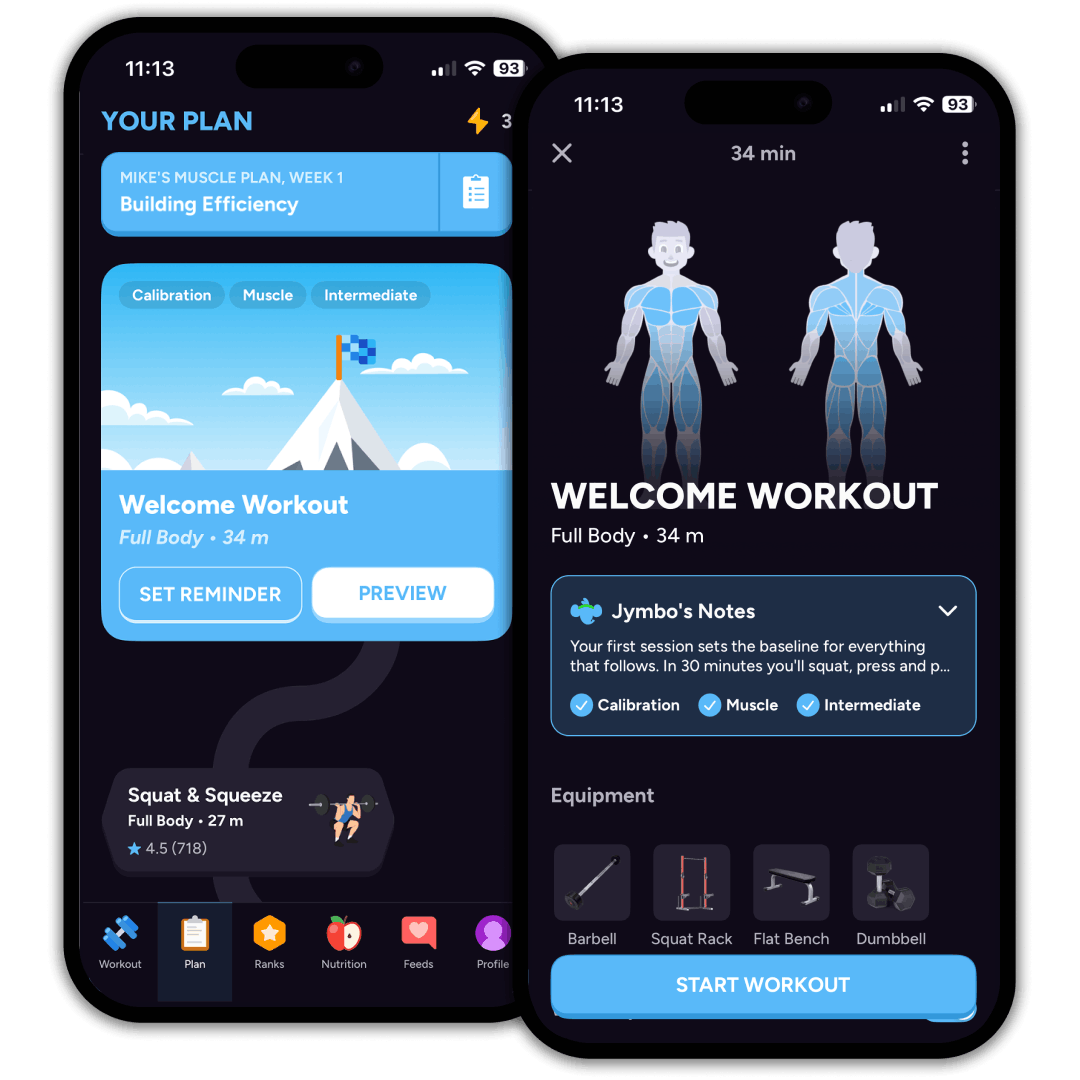 11:13
93
YOUR PLAN
3
MIKE'S MUSCLE PLAN, WEEK 1
Building Efficiency
Calibration
Muscle
Intermediate
Welcome Workout
Full Body • 34 m
SET REMINDER
PREVIEW
Squat & Squeeze
Full Body • 27 m
4.5 (718)
Workout
Plan
Ranks
Nutrition
Feeds
Profile
11:13
93
34 min
WELCOME WORKOUT
Full Body • 34 m
Jymbo's Notes
Your first session sets the baseline for everything
that follows. In 30 minutes you'll squat, press and p...
Calibration
Muscle
Intermediate
Equipment
Barbell
Squat Rack
Flat Bench
Dumbbell
START WORKOUT